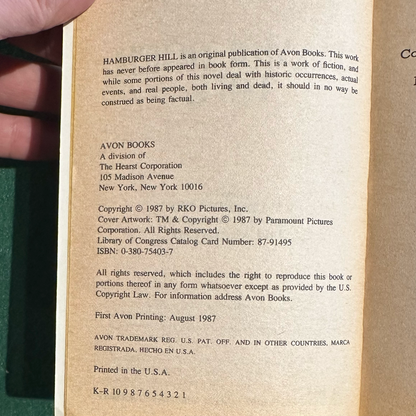 HAMBURGER HILL is an original publication of Avon Books. This work
has never before appeared in book form. This is a work of fiction, and
while some portions of this novel deal with historic occurrences, actual
events, and real people, both living and dead, it should in no way be
construed as being factual.
AVON BOOKS
A division of
The Hearst Corporation
105 Madison Avenue
New York, New York 10016
Copyright © 1987 by RKO Pictures, Inc.
Cover Artwork: TM & Copyright © 1987 by Paramount Pictures
Corporation. All Rights Reserved.
Library of Congress Catalog Card Number: 87-91495
ISBN: 0-380-75403-7
All rights reserved, which includes the right to reproduce this book or
portions thereof in any form whatsoever except as provided by the U.S.
Copyright Law. For information address Avon Books.
First Avon Printing: August 1987
AVON TRADEMARK REG. U.S. PAT. OFF. AND IN OTHER COUNTRIES, MARCA
REGISTRADA, HECHO EN U.S.A.
Printed in the U.S.A.
K-R 10 9 8 7 6 5 4 3 2 1